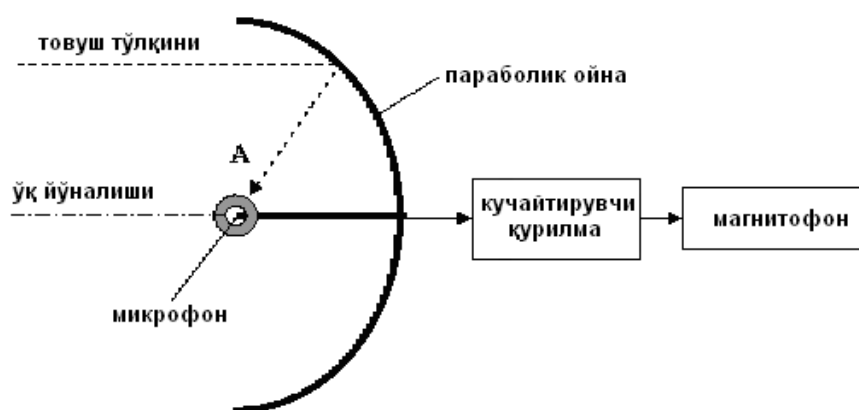 товуш тўлқини
параболик ойна
А
ўқ йўналиши
кучайтирувчи
қурилма
магнитофон
микрофон